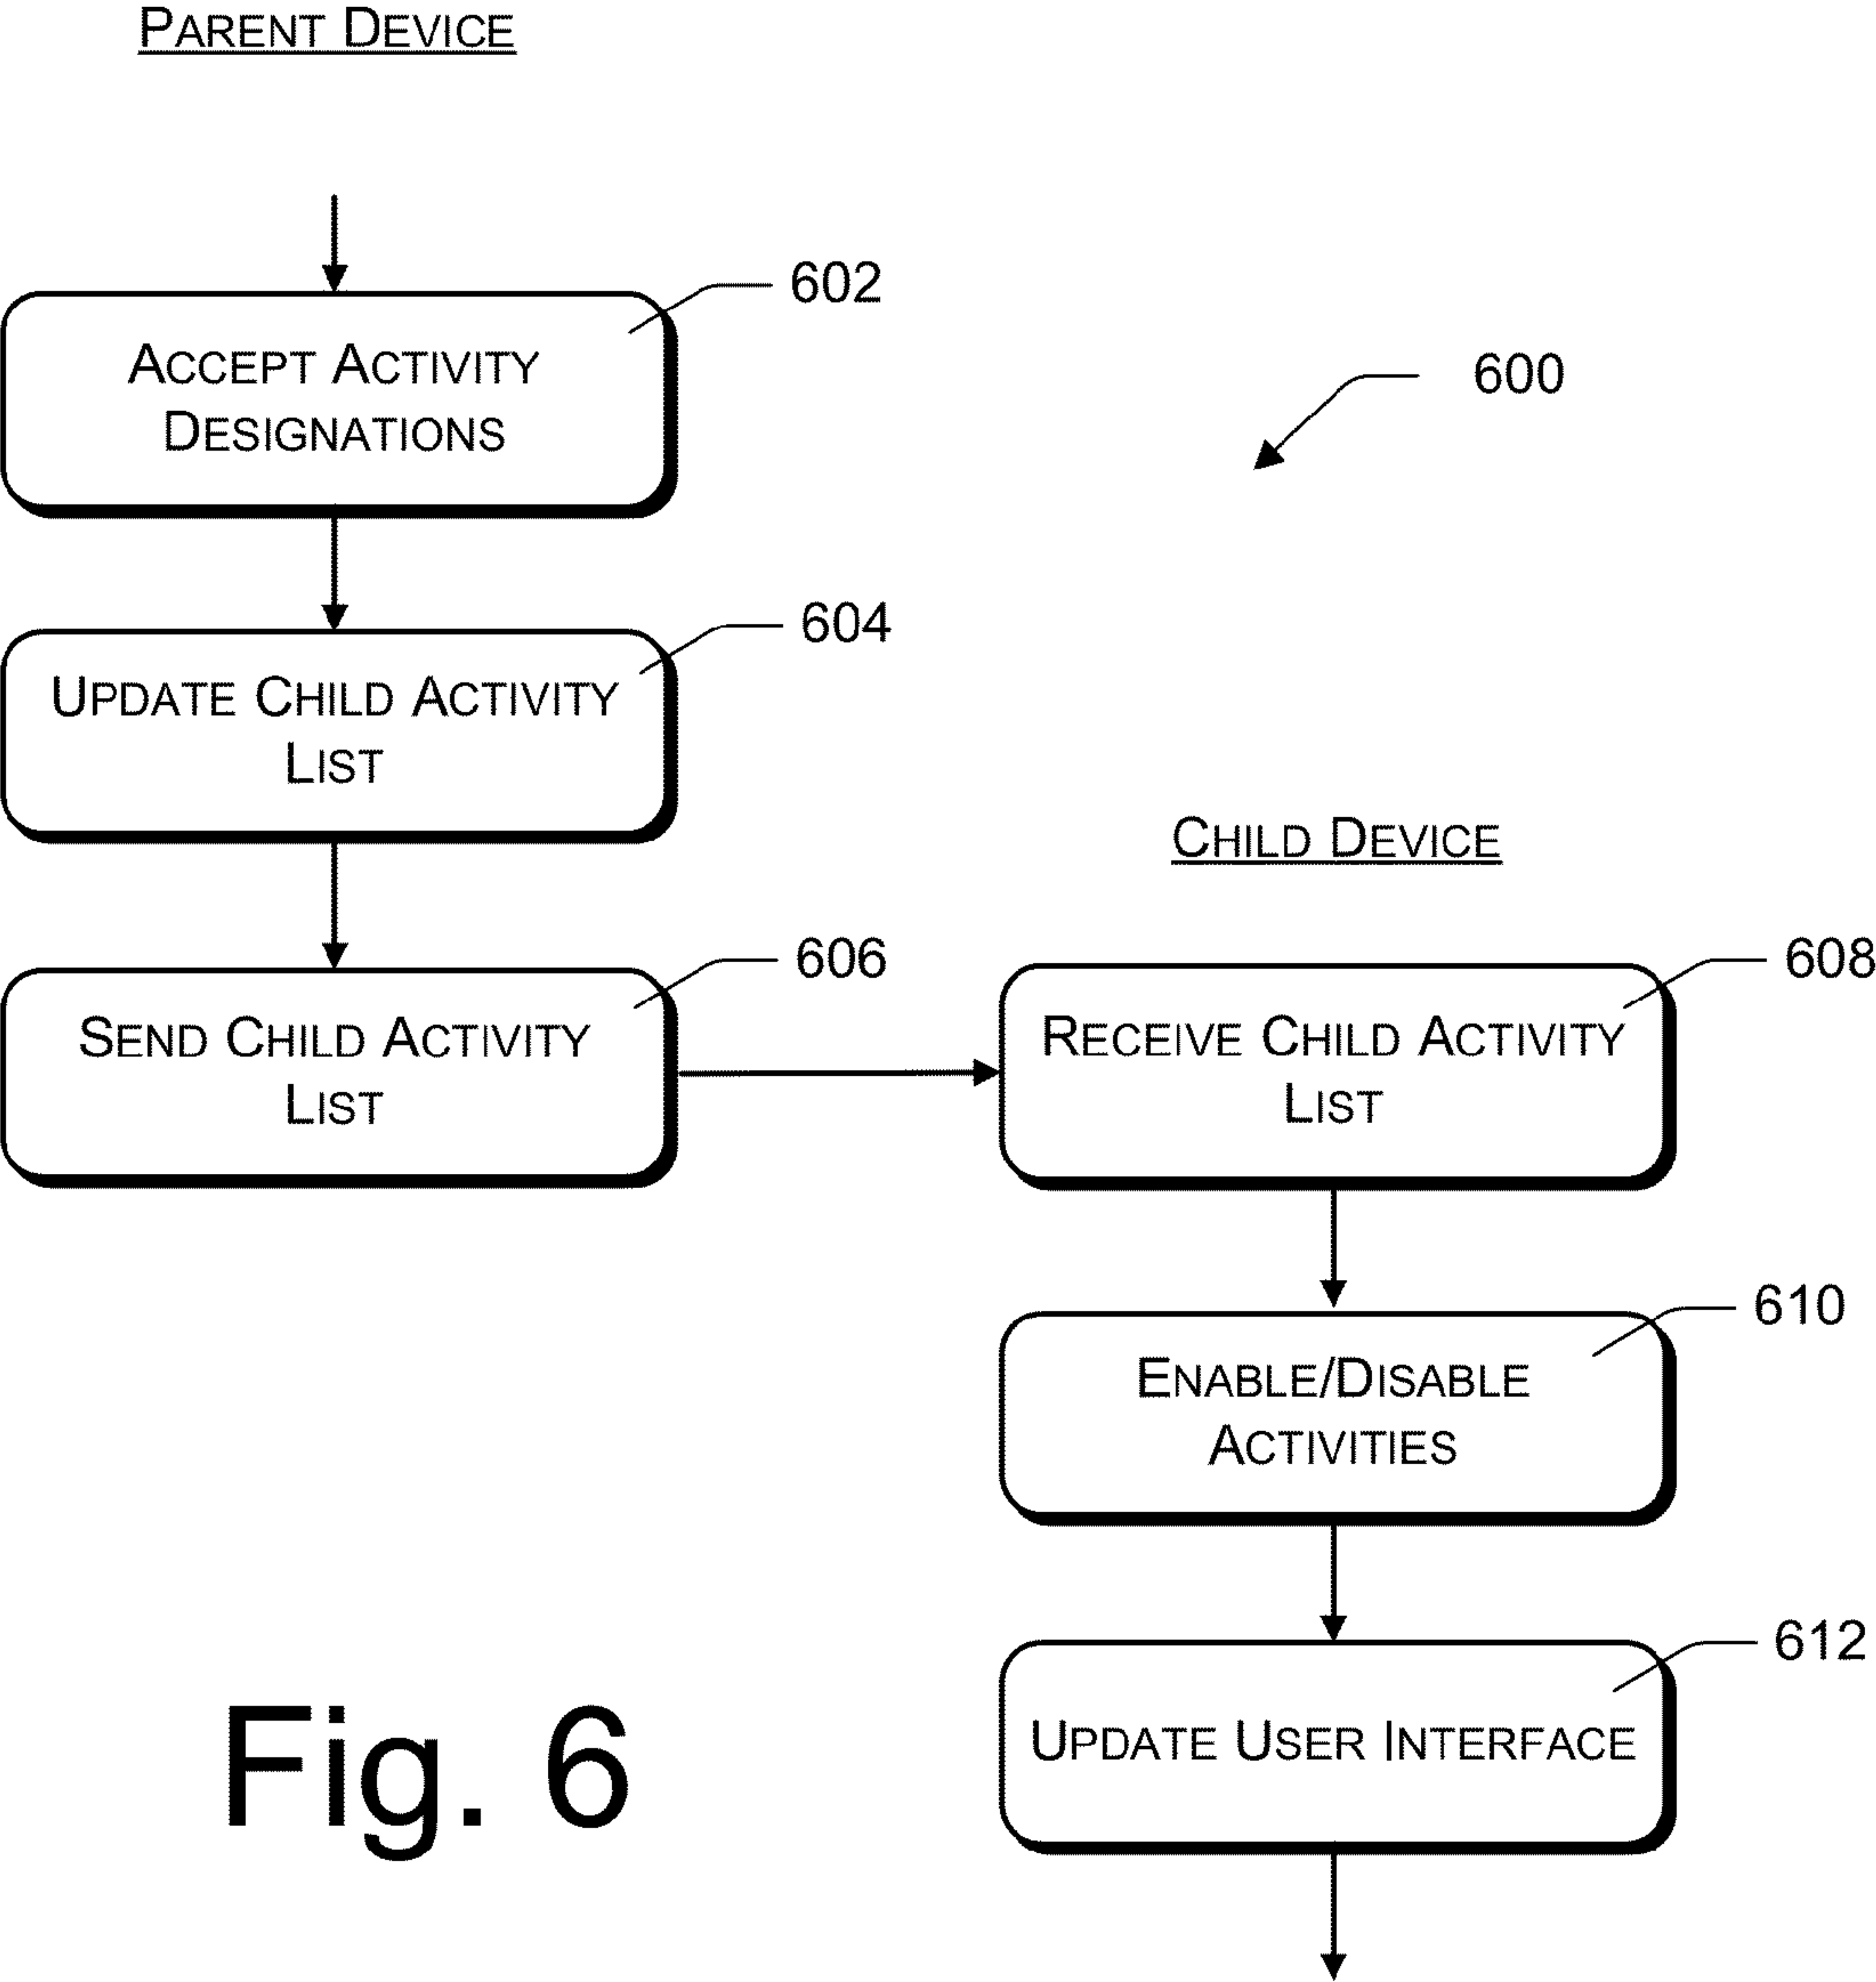 PARENT DEVICE
602
ACCEPT ACTIVITY
DESIGNATIONS
600
604
UPDATE CHILD ACTIVITY
LIST
606
SEND CHILD ACTIVITY
LIST
CHILD DEVICE
608
RECEIVE CHILD ACTIVITY
LIST
610
ENABLE/DISABLE
ACTIVITIES
612
UPDATE USER INTERFACE
Fig. 6